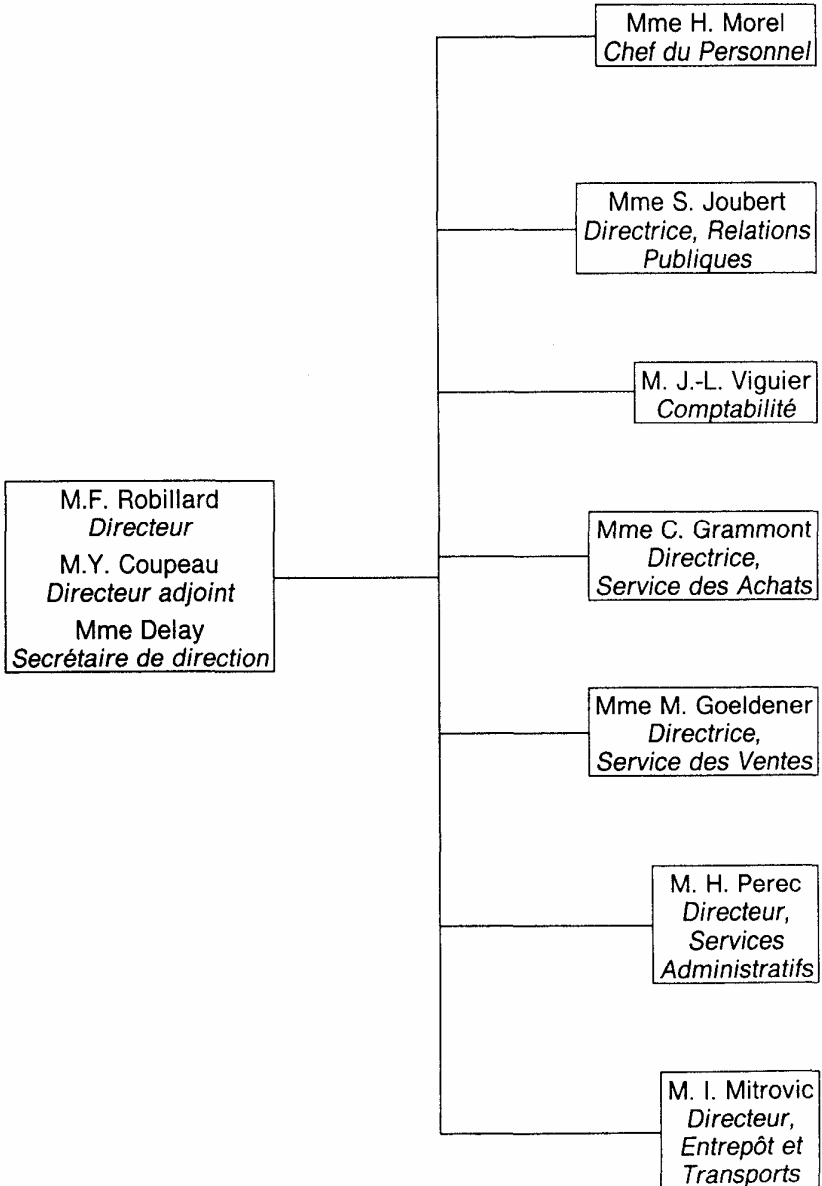 M.F. Robillard
Directeur
M.Y. Coupeau
Directeur adjoint
Mme Delay
Secrétaire de direction
Mme H. Morel
Chef du Personnel
Mme S. Joubert
Directrice, Relations
Publiques
M. J.-L. Viguier
Comptabilité
Mme C. Grammont
Directrice,
Service des Achats
Mme M. Goeldener
Directrice,
Service des Ventes
M. H. Perec
Directeur,
Services
Administratifs
M. I. Mitrovic
Directeur,
Entrepôt et
Transports